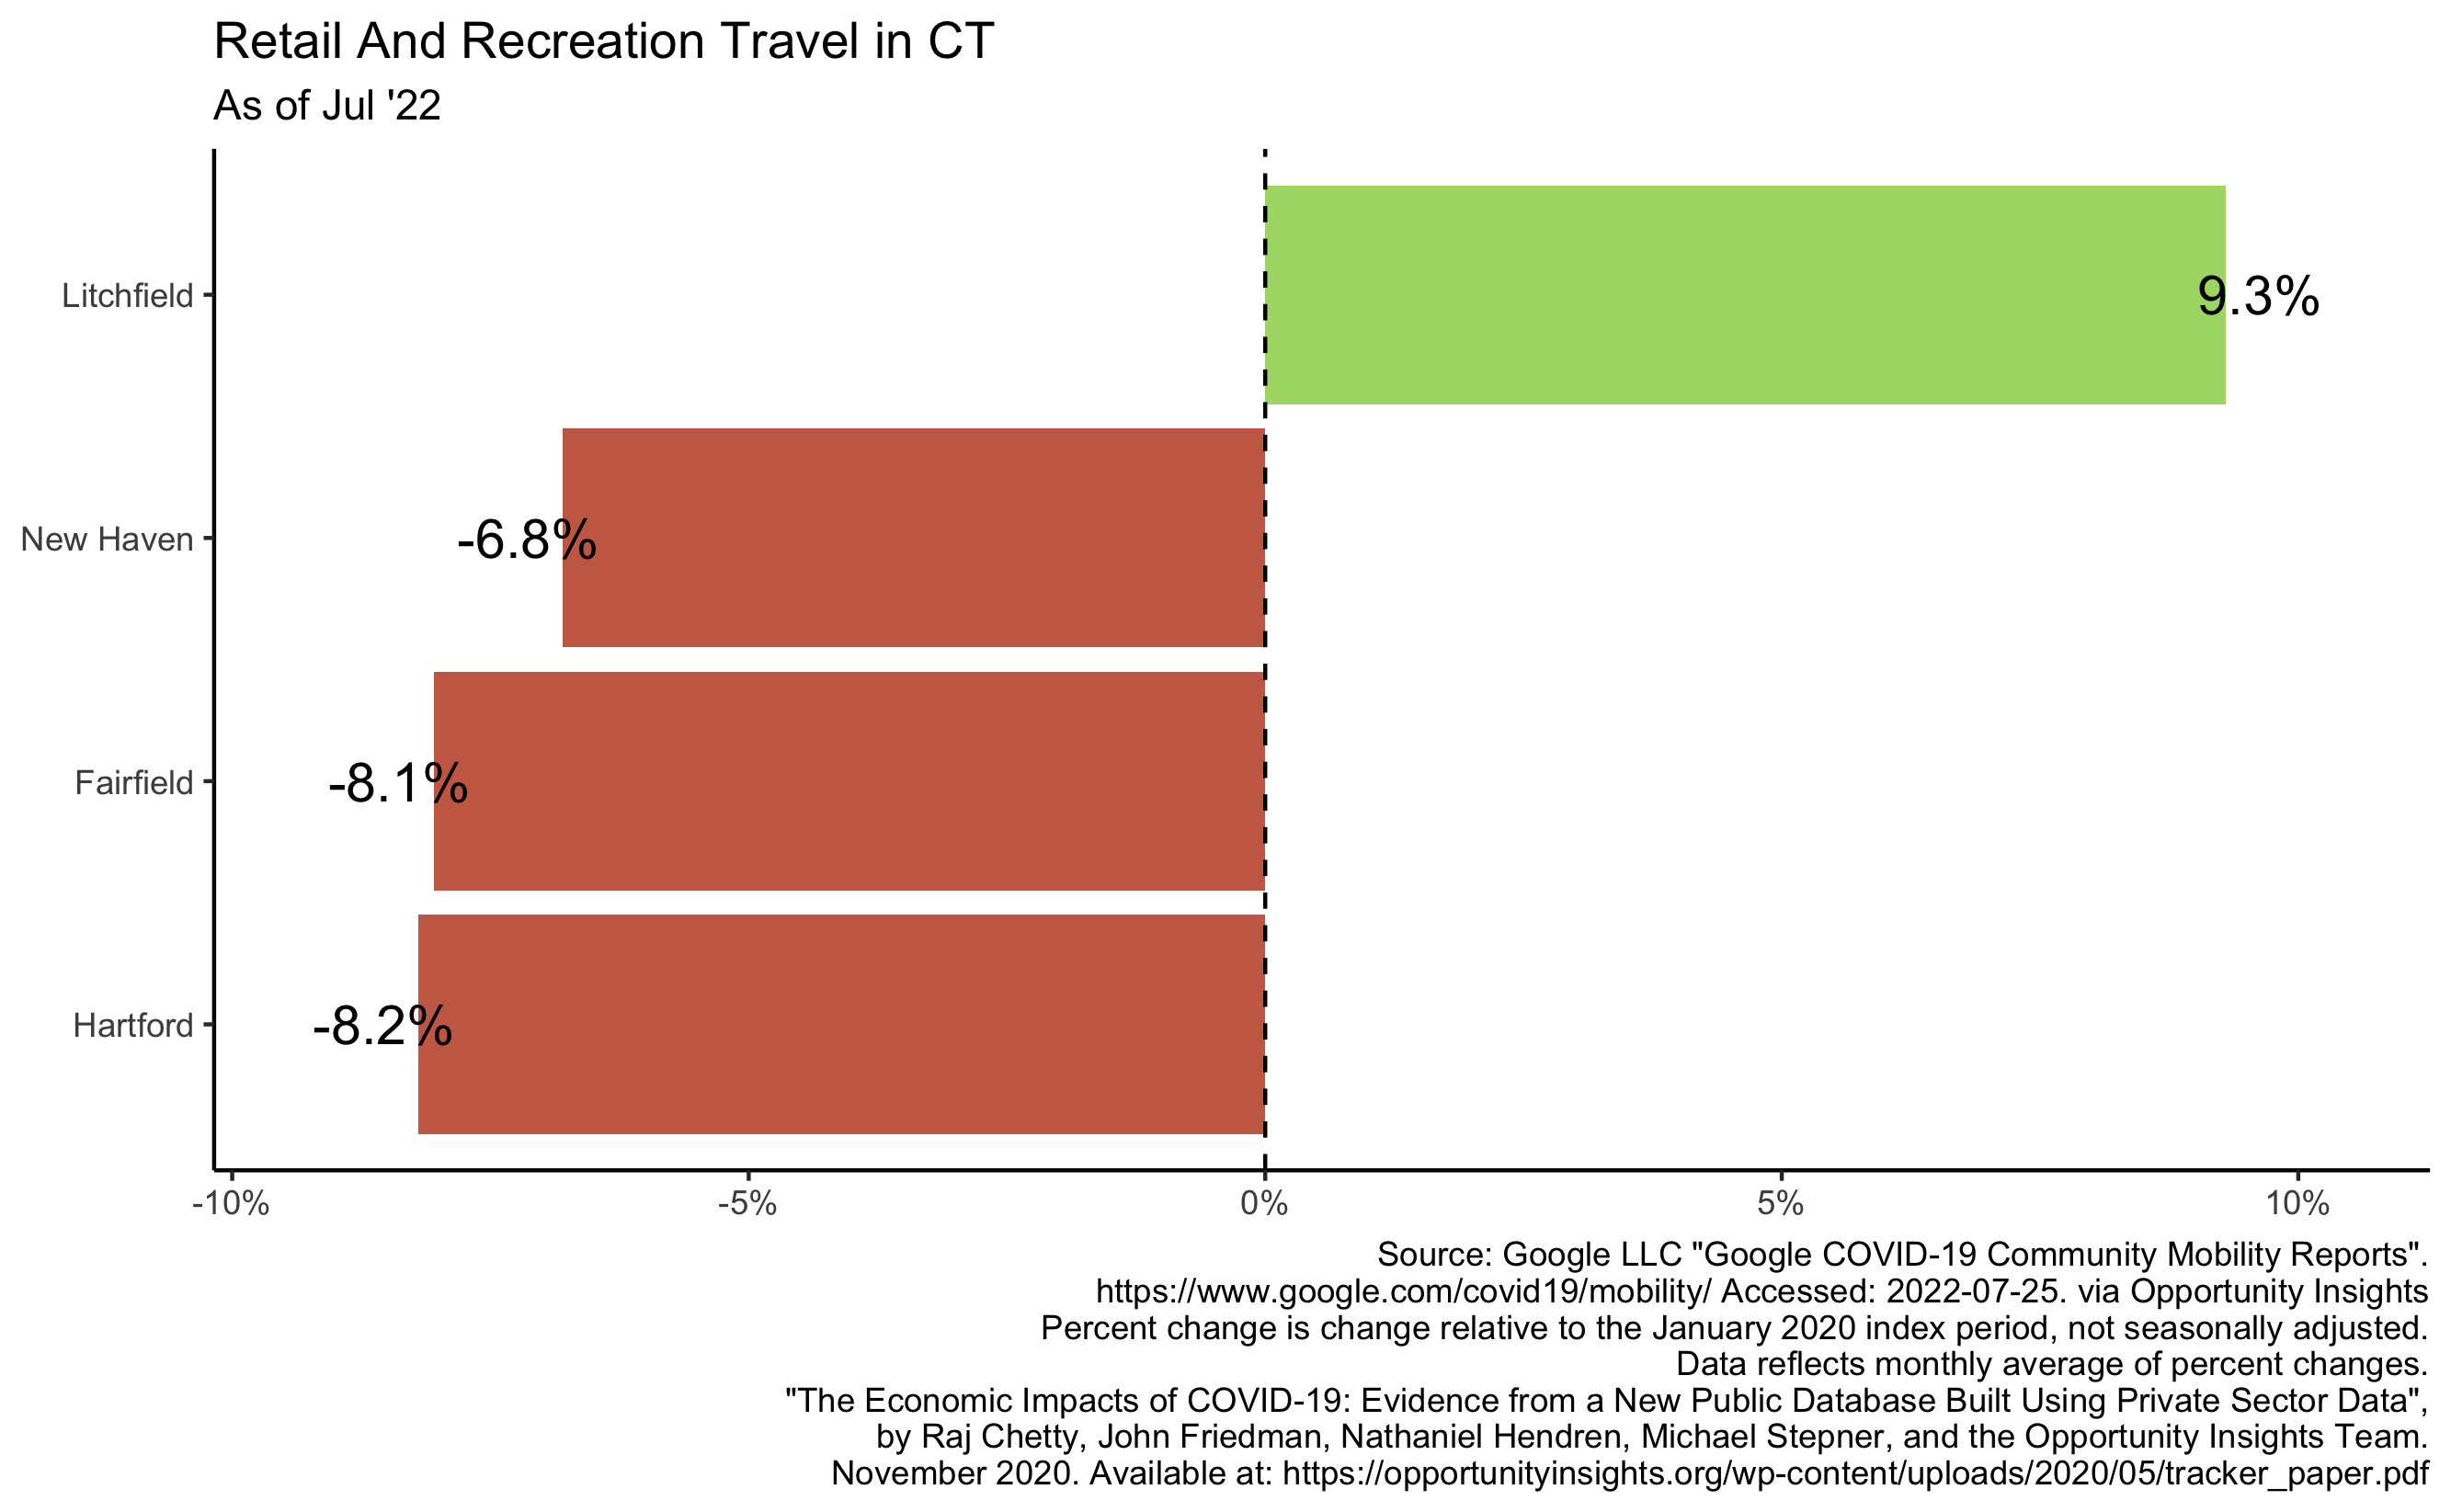 Retail And Recreation Travel in CT
As of Jul '22
Litchfield
9.3%
New Haven
-6.8%
Fairfield
-8.1%
Hartford
-8.2%
-10%
-5%
0%
5%
10%
Source: Google LLC "Google COVID-19 Community Mobility Reports".
https://www.google.com/covid19/mobility/ Accessed: 2022-07-25. via Opportunity Insights
Percent change is change relative to the January 2020 index period, not seasonally adjusted.
Data reflects monthly average of percent changes.
"The Economic Impacts of COVID-19: Evidence from a New Public Database Built Using Private Sector Data",
by Raj Chetty, John Friedman, Nathaniel Hendren, Michael Stepner, and the Opportunity Insights Team.
November 2020. Available at: https://opportunityinsights.org/wp-content/uploads/2020/05/tracker_paper.pdf